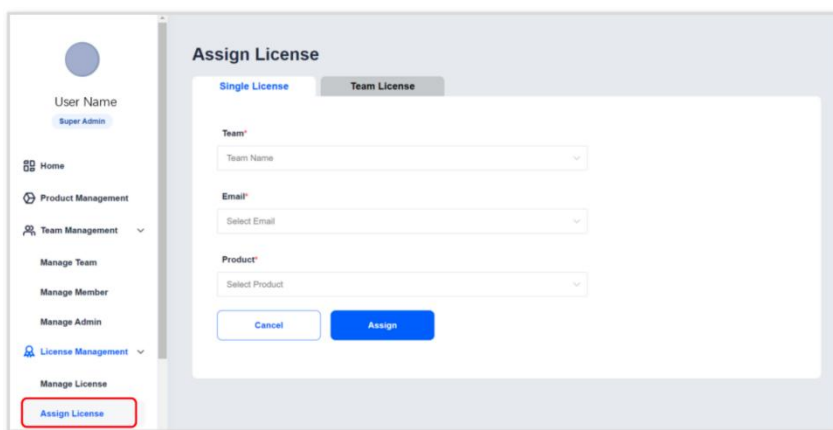 User Name
Super Admin
Home
Product Management
Team Management
Manage Team
Manage Member
Manage Admin
License Management
Manage License
Assign License
Assign License
Single License
Team License
Team*
Team Name
Email*
Select Email
Product*
Select Product
Cancel
Assign